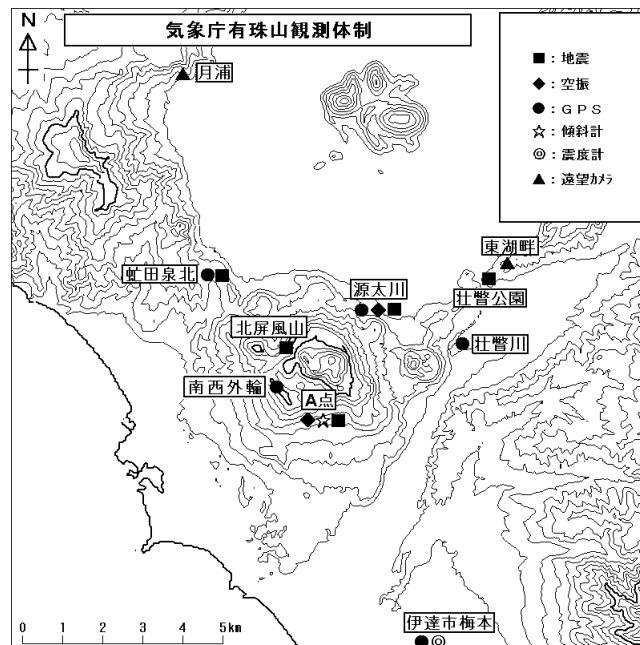 気象庁有珠山観測体制
N
月浦
■：地震
◆：空振
●：ＧＰＳ
☆：傾斜計
◎：震度計
▲：遠望ｶﾒﾗ
東湖畔
虻田泉北
源太川
壮瞥公園
北屏風山
壮瞥川
南西外輪
A点
伊達市梅本
0 1 2 3 4 5km